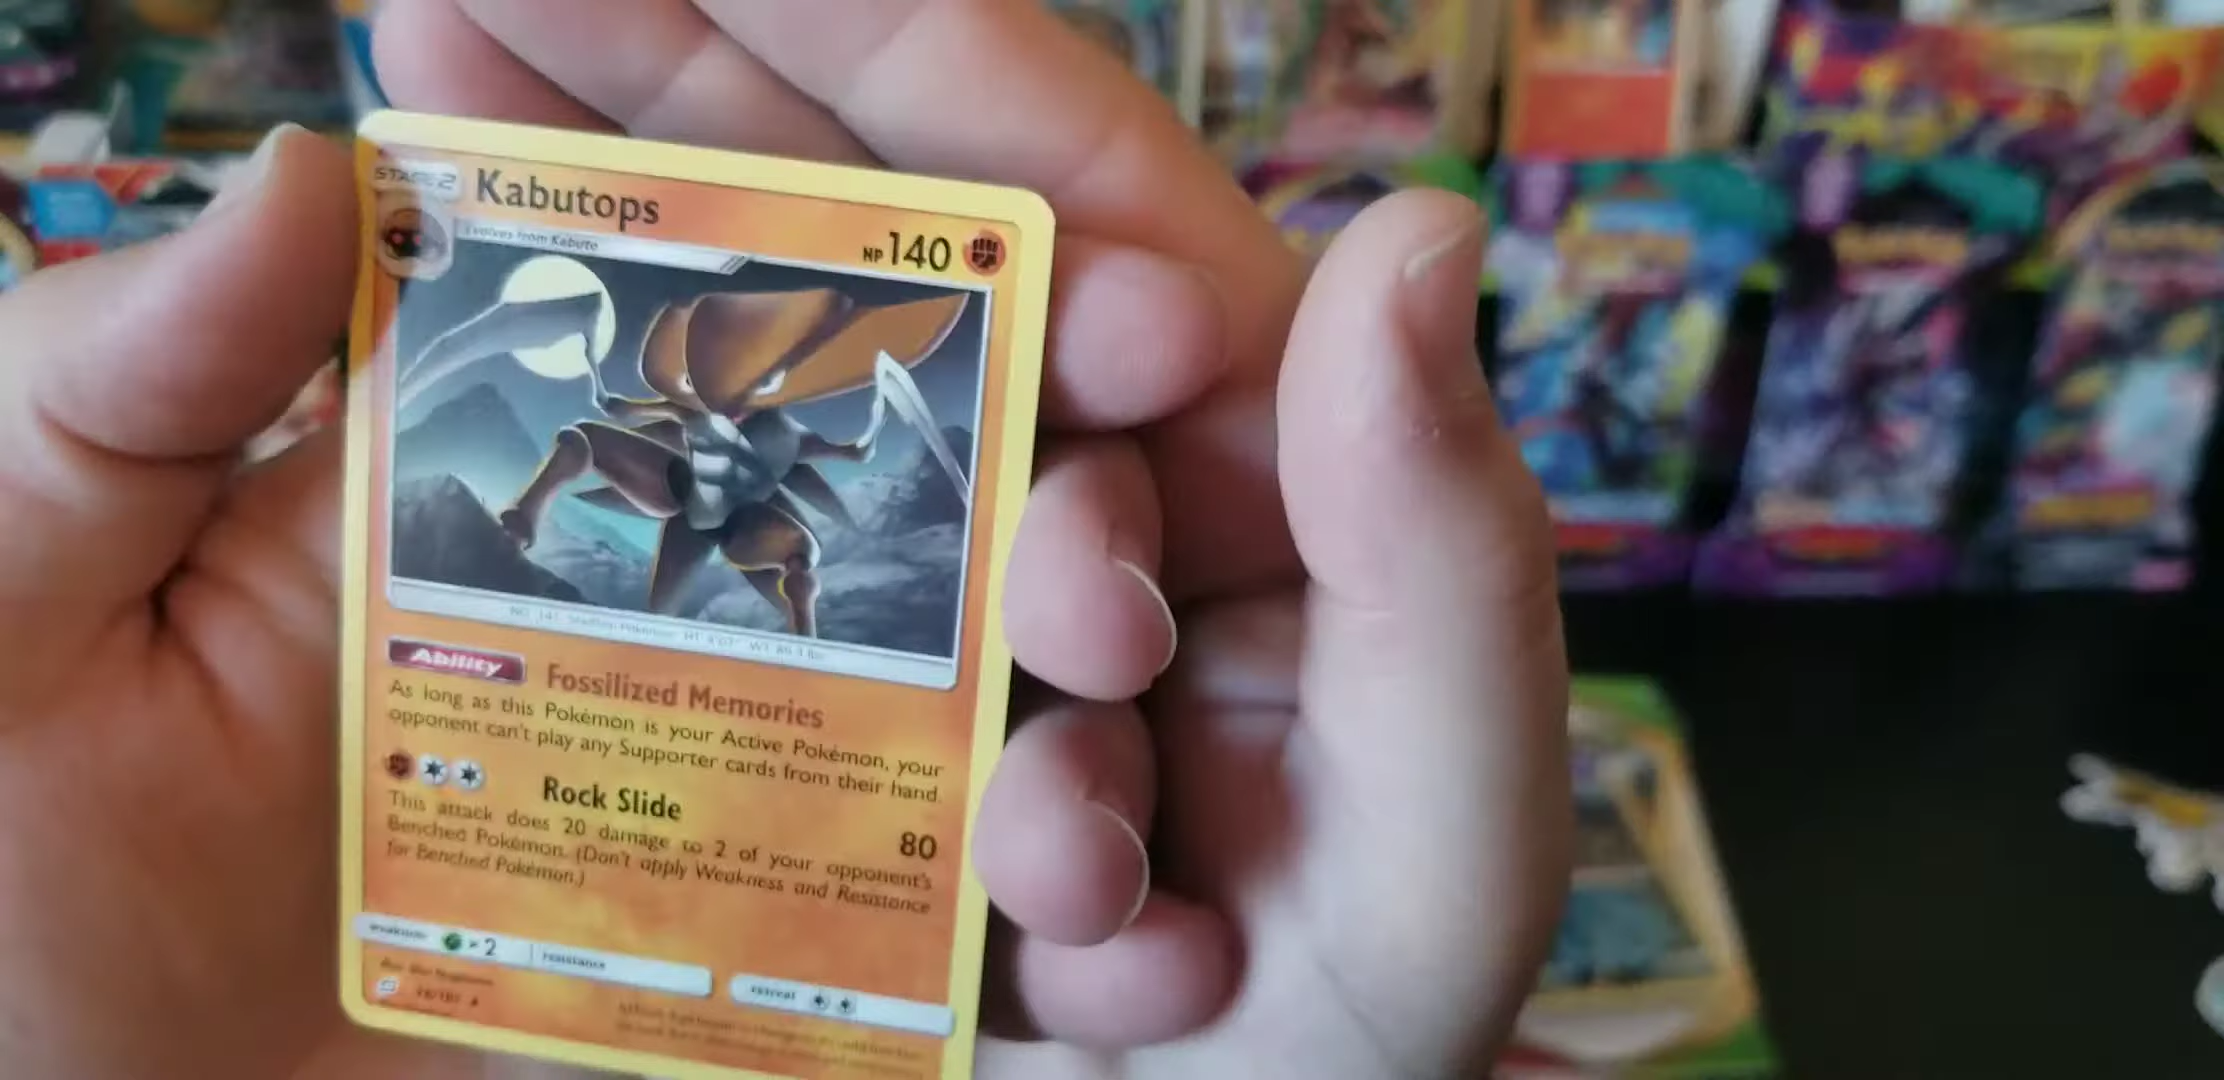 STAGE 2
Kabutops
Evolves from Kabuto
HP 140
Ability
Fossilized Memories
As long as this Pokémon is your Active Pokémon, your
opponent can't play any Supporter cards from their hand.
Rock Slide
80
This attack does 20 damage to 2 of your opponent's
Benched Pokémon. (Don't apply Weakness and Resistance
for Benched Pokémon.)
weakness
×2
resistance
retreat